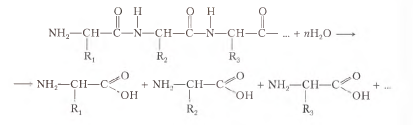 O H O H O
NH₂—CH—C—N—CH—C—N—CH—C— ... + nH₂O ⟶
R₁ R₂ R₃
⟶ NH₂—CH—C=O + NH₂—CH—C=O + NH₂—CH—C=O + ...
OH OH OH
R₁ R₂ R₃